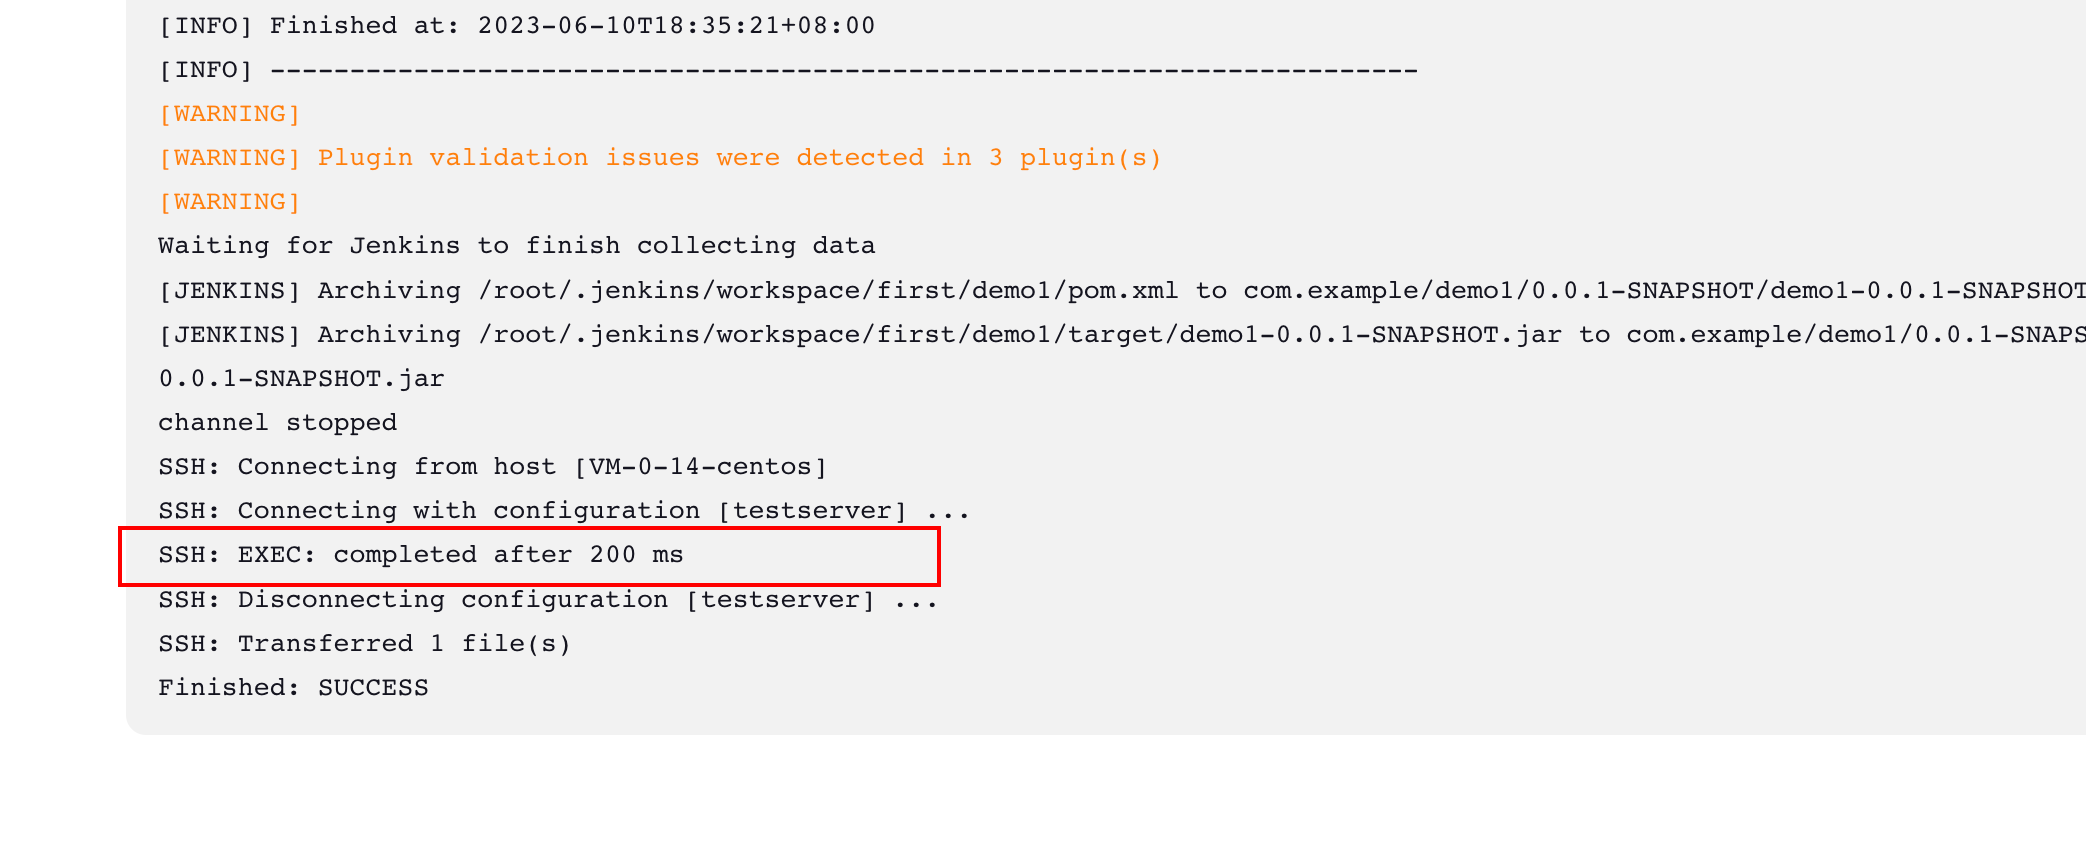 [INFO] Finished at: 2023-06-10T18:35:21+08:00
[INFO] ------------------------------------------------------------------------
[WARNING]
[WARNING] Plugin validation issues were detected in 3 plugin(s)
[WARNING]
Waiting for Jenkins to finish collecting data
[JENKINS] Archiving /root/.jenkins/workspace/first/demo1/pom.xml to com.example/demo1/0.0.1-SNAPSHOT/demo1-0.0.1-SNAPSHOT
[JENKINS] Archiving /root/.jenkins/workspace/first/demo1/target/demo1-0.0.1-SNAPSHOT.jar to com.example/demo1/0.0.1-SNAPS
0.0.1-SNAPSHOT.jar
channel stopped
SSH: Connecting from host [VM-0-14-centos]
SSH: Connecting with configuration [testserver] ...
SSH: EXEC: completed after 200 ms
SSH: Disconnecting configuration [testserver] ...
SSH: Transferred 1 file(s)
Finished: SUCCESS